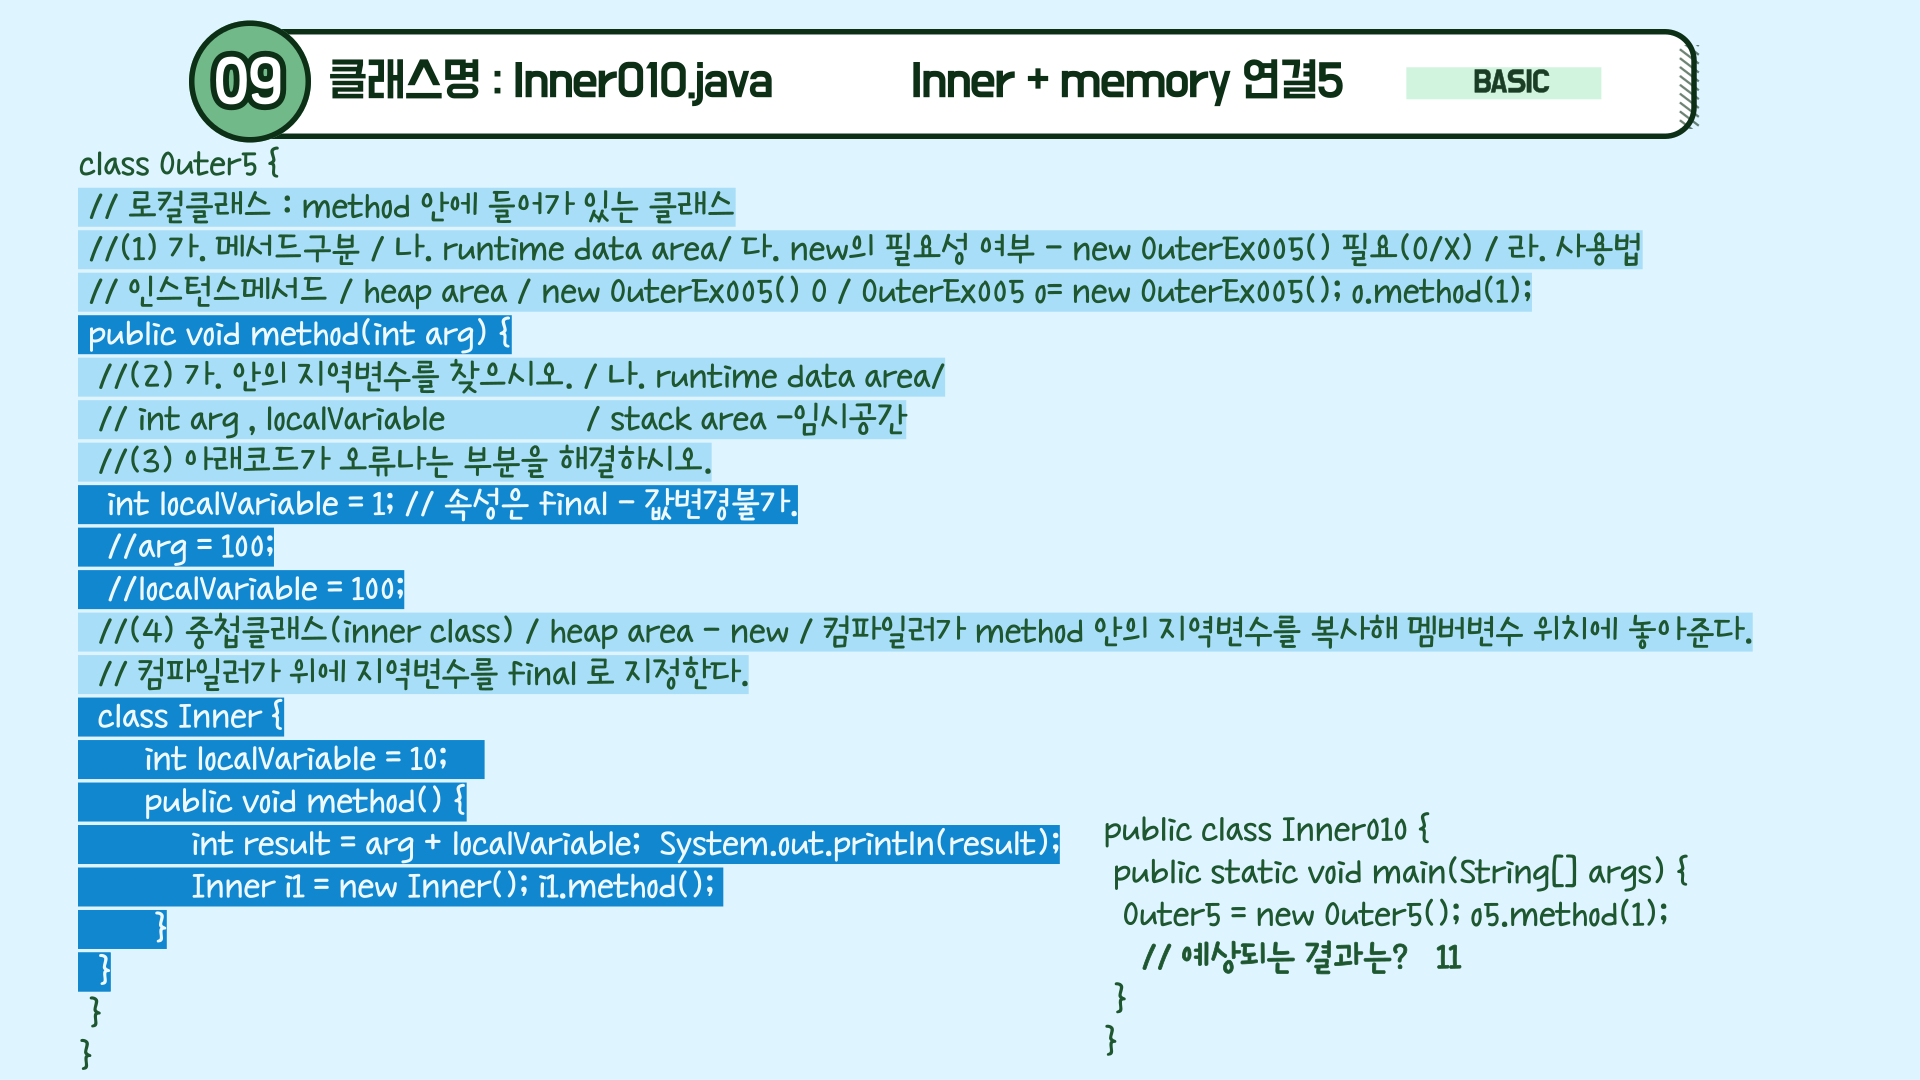 09 클래스명 : Inner010.java Inner + memory 연결5 BASIC
class Outer5 {
// 로컬클래스 : method 안에 들어가 있는 클래스
//(1) 가. 메서드구분 / 나. runtime data area/ 다. new의 필요성 여부 - new OuterEx005() 필요(O/X) / 라. 사용법
// 인스턴스메서드 / heap area / new OuterEx005() O / OuterEx005 o= new OuterEx005(); o.method(1);
public void method(int arg) {
//(2) 가. 안의 지역변수를 찾으시오. / 나. runtime data area/
// int arg , localVariable / stack area -임시공간
//(3) 아래코드가 오류나는 부분을 해결하시오.
int localVariable = 1; // 속성은 final - 값변경불가.
//arg = 100;
//localVariable = 100;
//(4) 중첩클래스(inner class) / heap area - new / 컴파일러가 method 안의 지역변수를 복사해 멤버변수 위치에 놓아준다.
// 컴파일러가 위에 지역변수를 final 로 지정한다.
class Inner {
int localVariable = 10;
public void method() {
int result = arg + localVariable; System.out.println(result);
Inner i1 = new Inner(); i1.method();
}
}
}
}
public class Inner010 {
public static void main(String[] args) {
Outer5 = new Outer5(); o5.method(1);
// 예상되는 결과는? 11
}
}